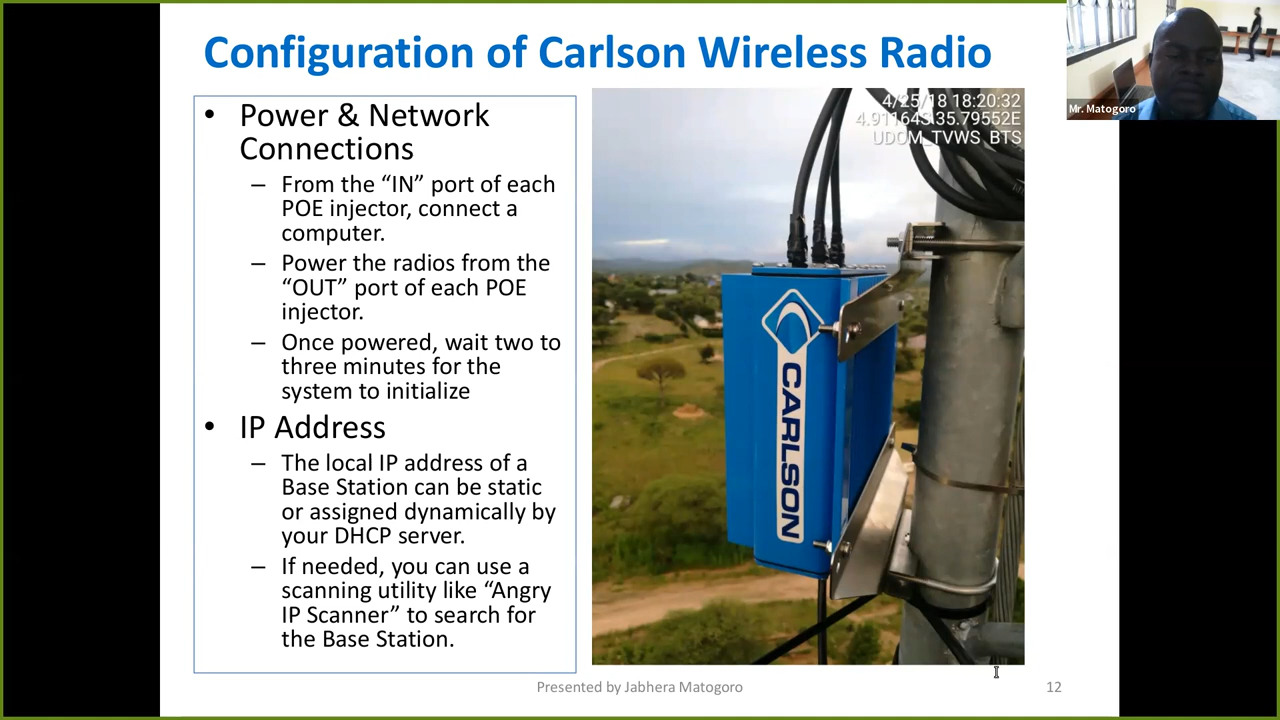 Configuration of Carlson Wireless Radio
• Power & Network
Connections
– From the “IN” port of each
POE injector, connect a
computer.
– Power the radios from the
“OUT” port of each POE
injector.
– Once powered, wait two to
three minutes for the
system to initialize
• IP Address
– The local IP address of a
Base Station can be static
or assigned dynamically by
your DHCP server.
– If needed, you can use a
scanning utility like “Angry
IP Scanner” to search for
the Base Station.
4/25/18 18:20:32
35.79552E
UDOM_TVWS_BTS
CARLSON
Mr. Matogoro
Presented by Jabhera Matogoro
12